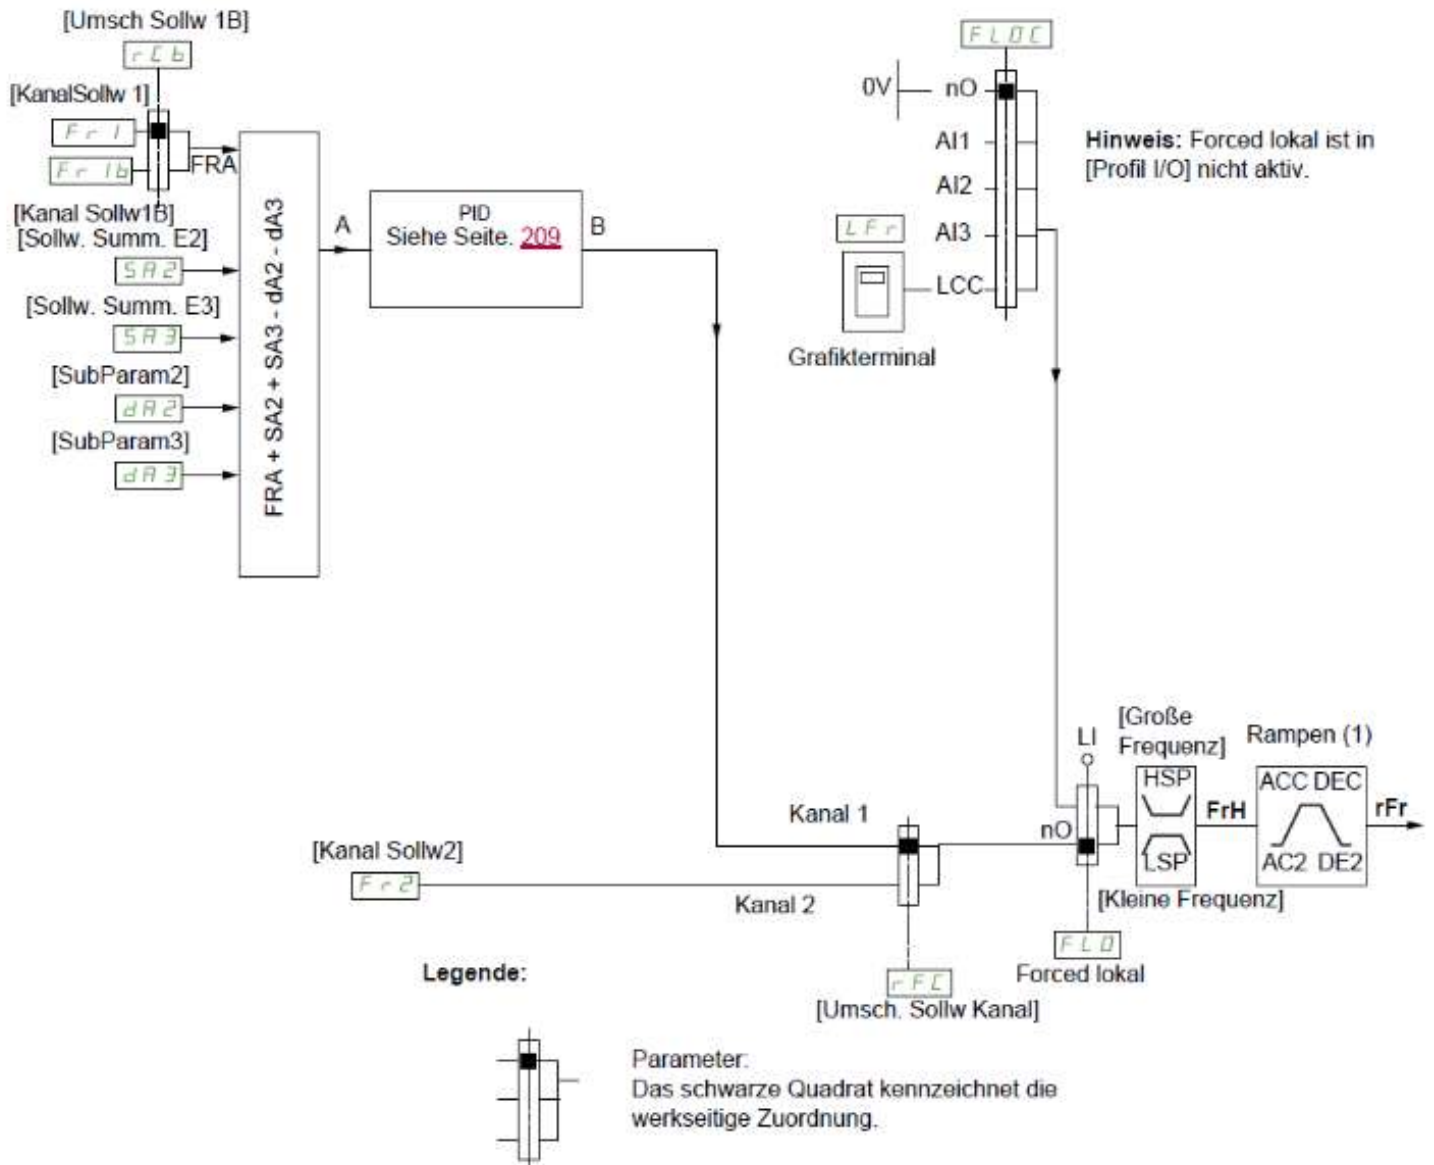 [Umsch Sollw 1B]
rCb
[KanalSollw 1]
Fr1
Fr1b
FRA
[Kanal Sollw1B]
[Sollw. Summ. E2]
SA2
[Sollw. Summ. E3]
SA3
[SubParam2]
dA2
[SubParam3]
dA3
FRA + SA2 + SA3 - dA2 - dA3
A
PID
Siehe Seite. 209
B
FLOC
0V
nO
AI1
AI2
AI3
LCC
LFr
Grafikterminal
Hinweis: Forced lokal ist in
[Profil I/O] nicht aktiv.
Kanal 1
[Kanal Sollw2]
Fr2
Kanal 2
rFC
[Umsch. Sollw Kanal]
LI
nO
FLO
Forced lokal
[Große
Frequenz]
HSP
LSP
[Kleine Frequenz]
FrH
Rampen (1)
ACC DEC
AC2 DE2
rFr
Legende:
Parameter:
Das schwarze Quadrat kennzeichnet die
werkseitige Zuordnung.